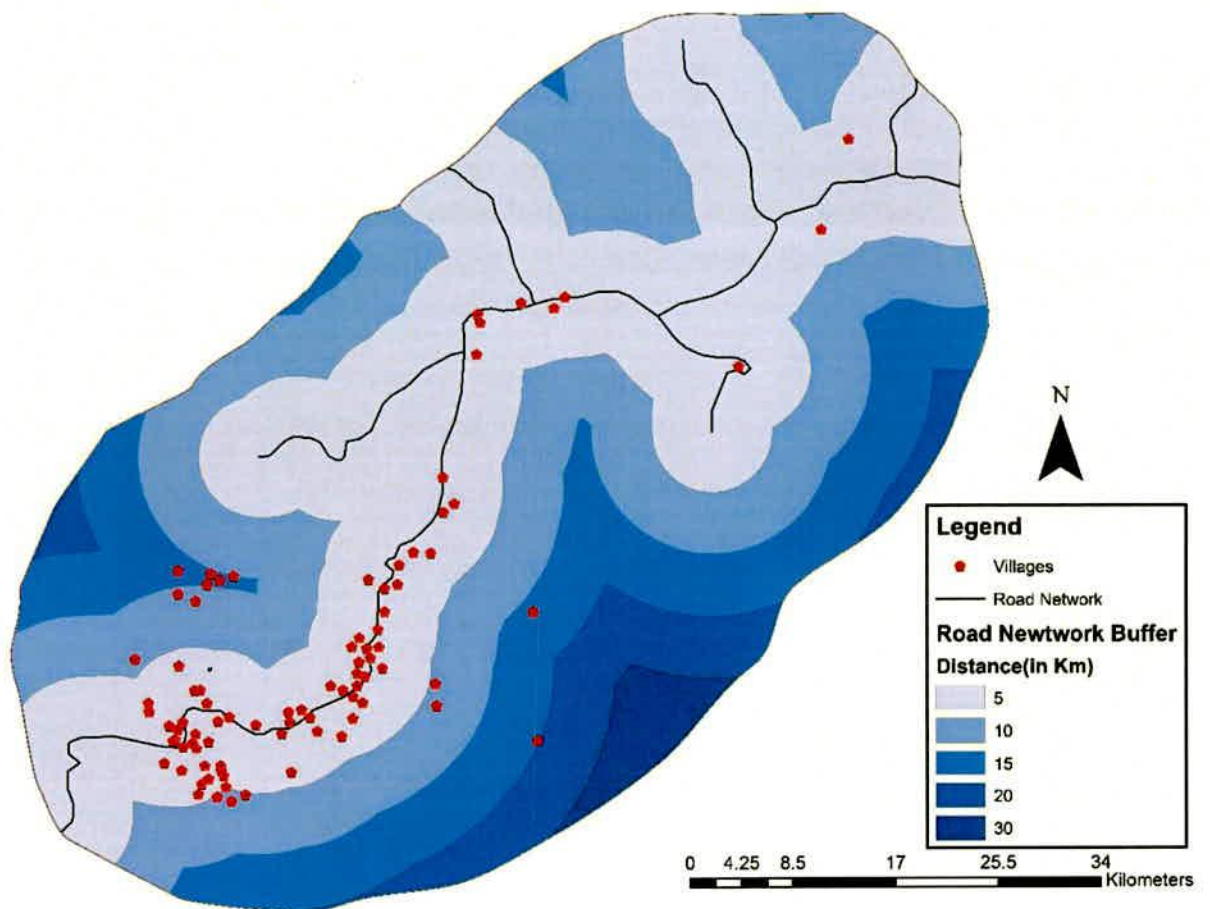 N
Legend
Villages
Road Network
Road Newtwork Buffer
Distance(in Km)
5
10
15
20
30
0 4.25 8.5 17 25.5 34
Kilometers